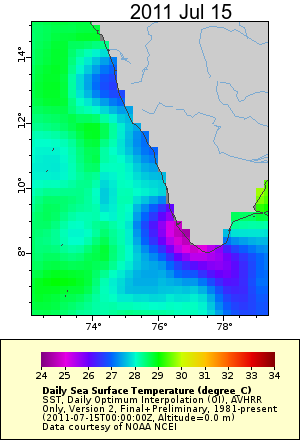 2011 Jul 15
14°
12°
10°
8°
74°
76°
78°
24 25 26 27 28 29 30 31 32 33 34
Daily Sea Surface Temperature (degree_C)
SST, Daily Optimum Interpolation (OI), AVHRR
Only, Version 2, Final+Preliminary, 1981-present
(2011-07-15T00:00:00Z, Altitude=0.0 m)
Data courtesy of NOAA NCEI